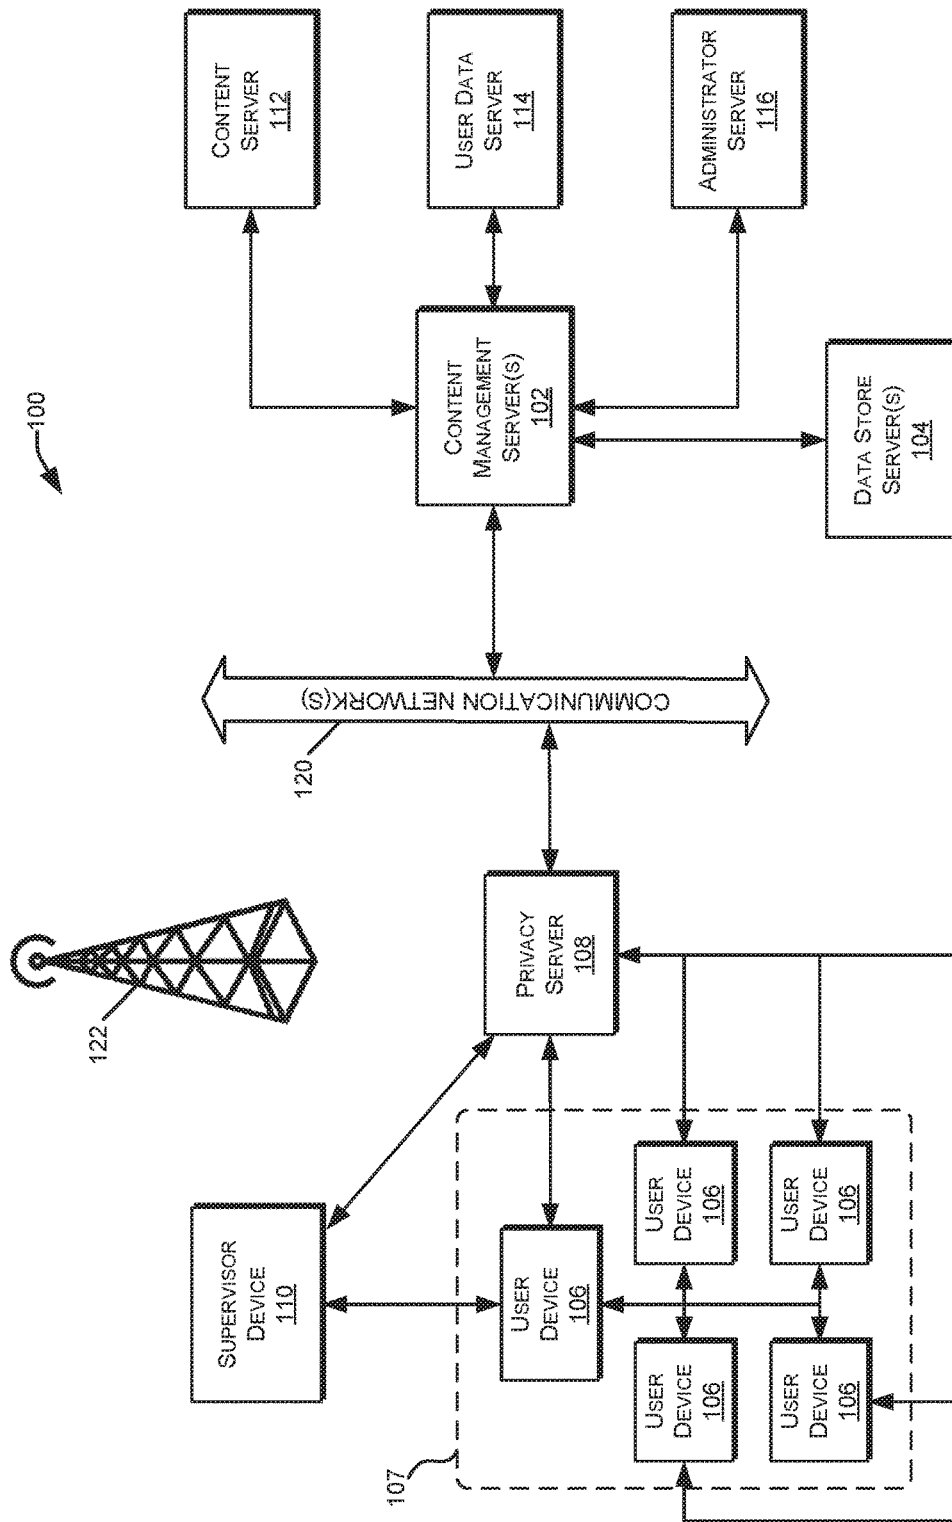 100
122
120
107
SUPERVISOR
DEVICE
110
USER
DEVICE
106
USER
DEVICE
106
USER
DEVICE
106
USER
DEVICE
106
USER
DEVICE
106
PRIVACY
SERVER
108
COMMUNICATION NETWORK(S)
CONTENT
MANAGEMENT
SERVER(S)
102
CONTENT
SERVER
112
USER DATA
SERVER
114
ADMINISTRATOR
SERVER
116
DATA STORE
SERVER(S)
104